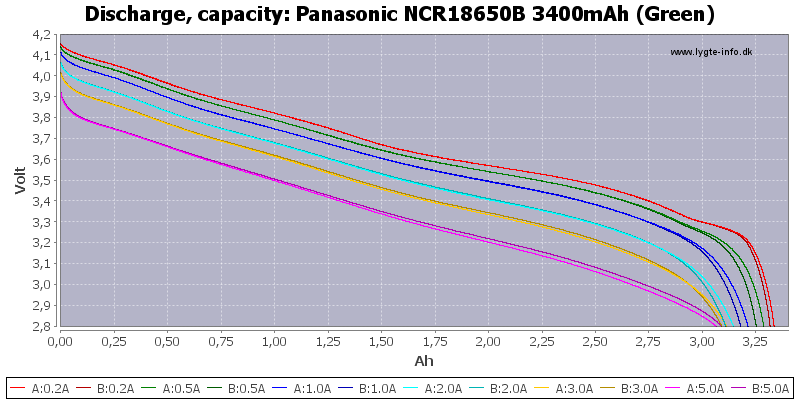 Discharge, capacity: Panasonic NCR18650B 3400mAh (Green)
4,2
4,1
4,0
3,9
3,8
3,7
3,6
3,5
3,4
3,3
3,2
3,1
3,0
2,9
2,8
Volt
www.lygte-info.dk
0,00 0,25 0,50 0,75 1,00 1,25 1,50 1,75 2,00 2,25 2,50 2,75 3,00 3,25
Ah
A:0.2A B:0.2A A:0.5A B:0.5A A:1.0A B:1.0A A:2.0A B:2.0A A:3.0A B:3.0A A:5.0A B:5.0A